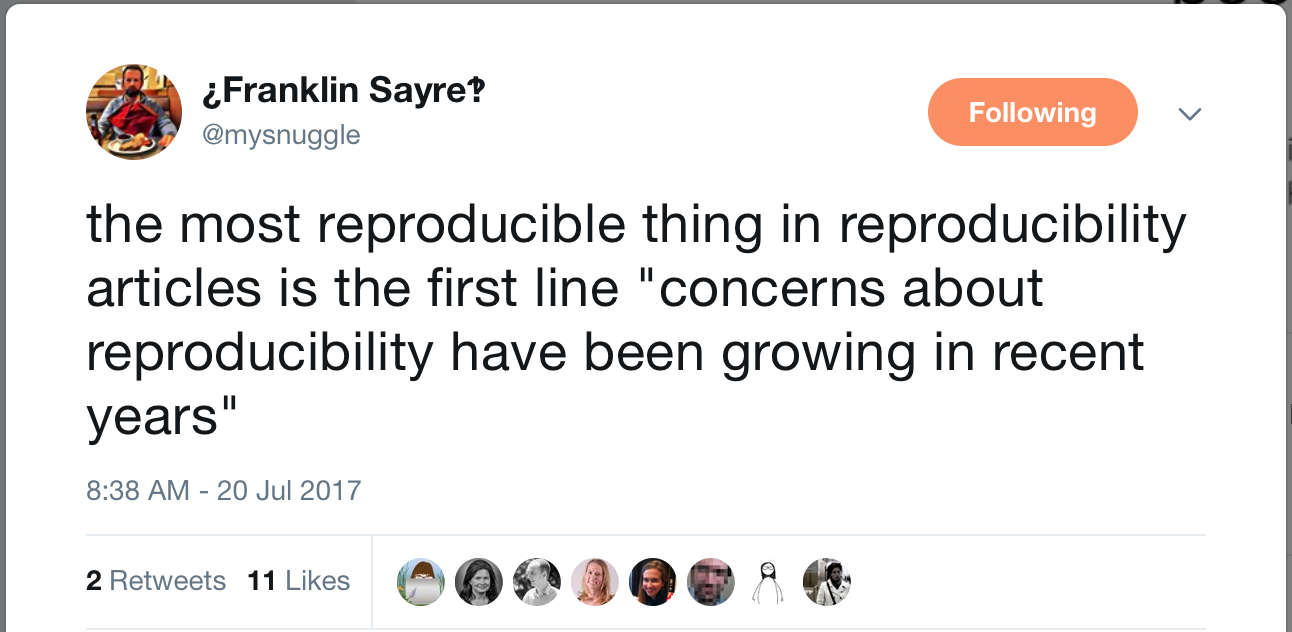 ¿Franklin Sayre‽
@mysnuggle
Following
the most reproducible thing in reproducibility
articles is the first line "concerns about
reproducibility have been growing in recent
years"
8:38 AM - 20 Jul 2017
2 Retweets 11 Likes